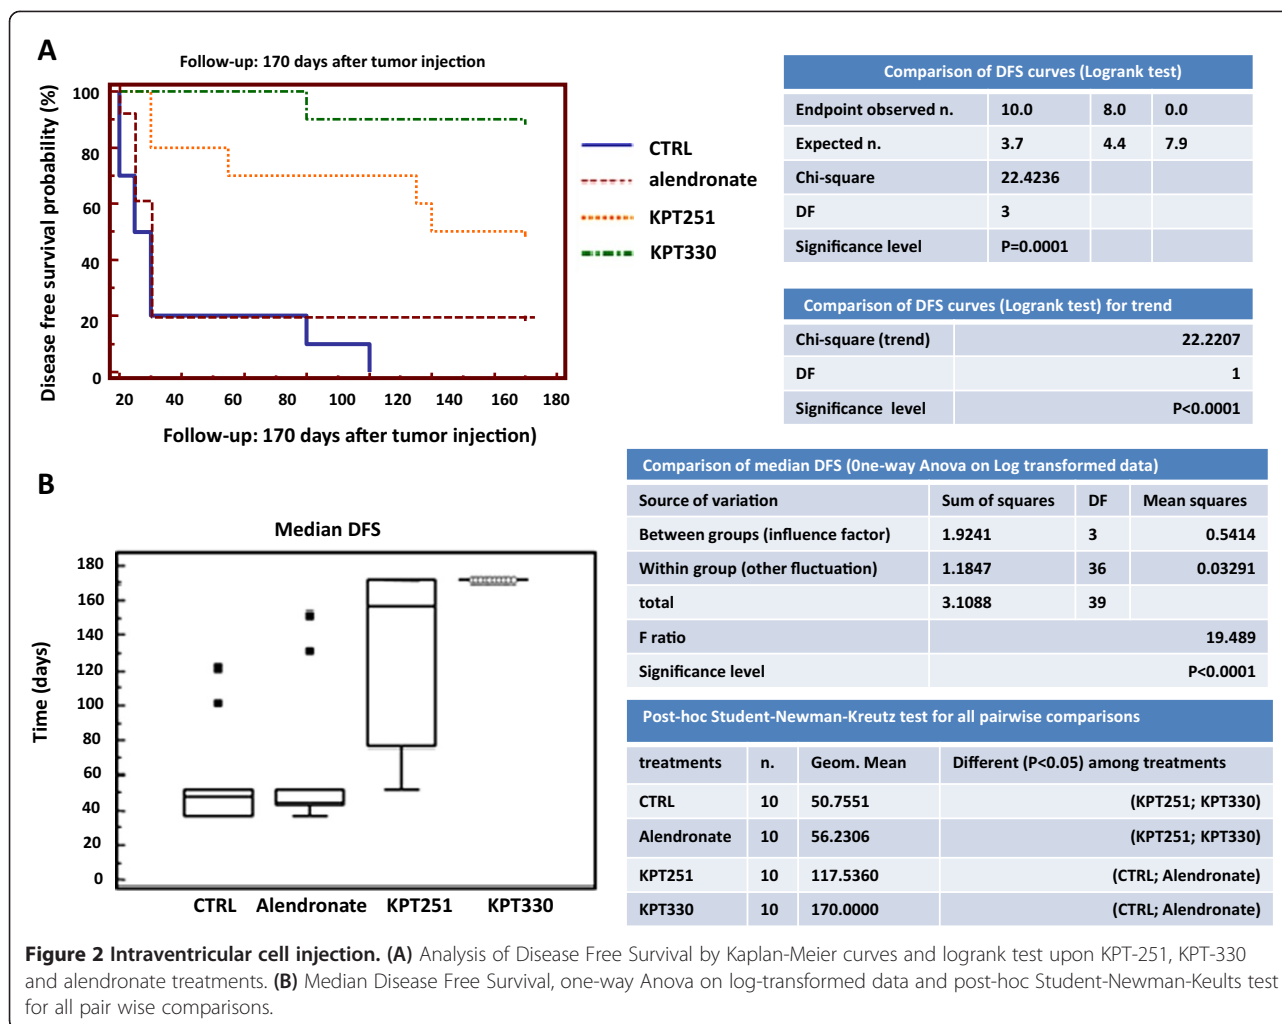 A
Follow-up: 170 days after tumor injection
Disease free survival probability (%)
100
80
60
40
20
0
20 40 60 80 100 120 140 160 180
Follow-up: 170 days after tumor injection)
CTRL
alendronate
KPT251
KPT330
Comparison of DFS curves (Logrank test)
Endpoint observed n. 10.0 8.0 0.0
Expected n. 3.7 4.4 7.9
Chi-square 22.4236
DF 3
Significance level P=0.0001
Comparison of DFS curves (Logrank test) for trend
Chi-square (trend) 22.2207
DF 1
Significance level P<0.0001
B
Median DFS
Time (days)
180
160
140
120
100
80
60
40
20
0
CTRL Alendronate KPT251 KPT330
Comparison of median DFS (0ne-way Anova on Log transformed data)
Source of variation Sum of squares DF Mean squares
Between groups (influence factor) 1.9241 3 0.5414
Within group (other fluctuation) 1.1847 36 0.03291
total 3.1088 39
F ratio 19.489
Significance level P<0.0001
Post-hoc Student-Newman-Kreutz test for all pairwise comparisons
treatments n. Geom. Mean Different (P<0.05) among treatments
CTRL 10 50.7551 (KPT251; KPT330)
Alendronate 10 56.2306 (KPT251; KPT330)
KPT251 10 117.5360 (CTRL; Alendronate)
KPT330 10 170.0000 (CTRL; Alendronate)
Figure 2 Intraventricular cell injection. (A) Analysis of Disease Free Survival by Kaplan-Meier curves and logrank test upon KPT-251, KPT-330
and alendronate treatments. (B) Median Disease Free Survival, one-way Anova on log-transformed data and post-hoc Student-Newman-Keults test
for all pair wise comparisons.